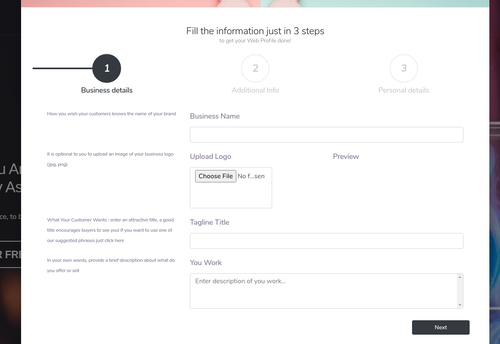 Fill the information just in 3 steps
to get your Web Profile done!
1
2
3
Business details
Additional Info
Personal details
How you wish your customers knows the name of your brand
Business Name
It is optional to you to upload an image of your business logo
(jpg, png)
Upload Logo
Preview
Choose File No f...sen
What Your Customer Wants : enter an attractive title, a good
title encourages buyers to see you! if you want to use one of
our suggested phrases just click here
Tagline Title
In your own words, provide a brief description about what do
you offer or sell
You Work
Enter description of you work...
Next